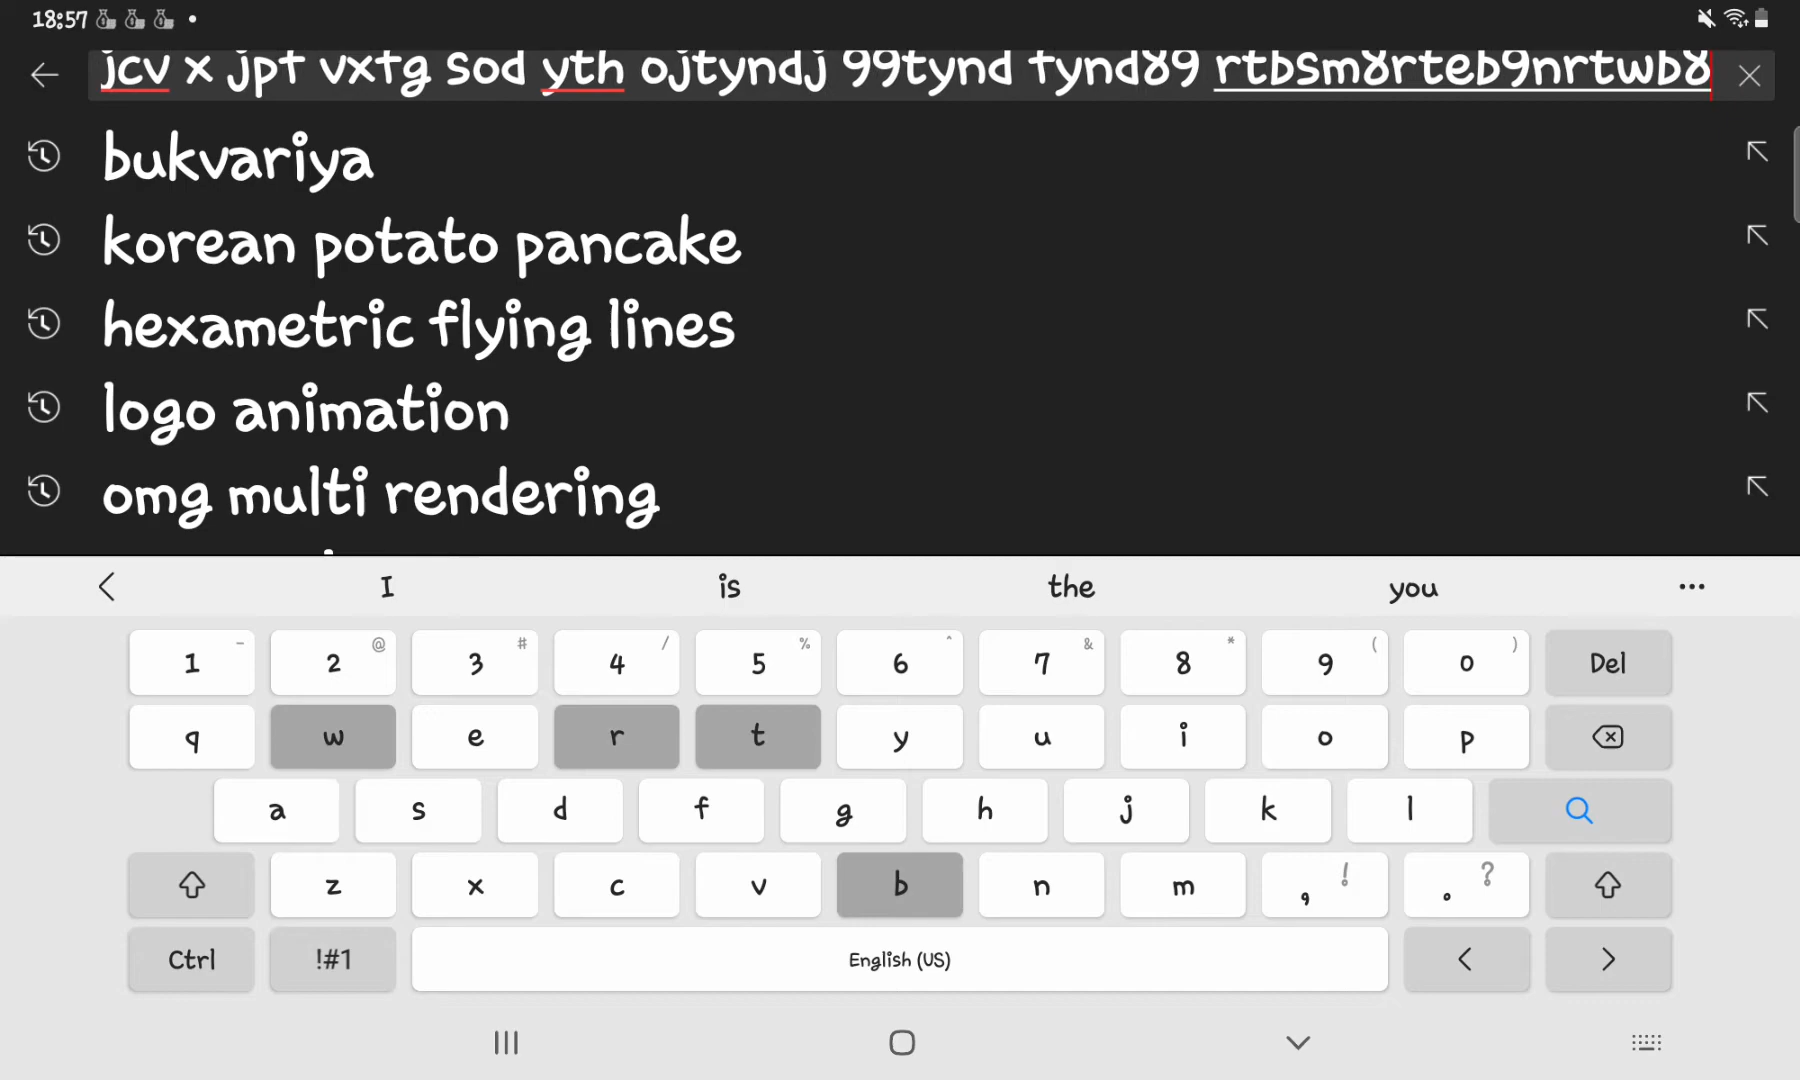 18:57
jcv x jpt vxtg sod yth ojtyndj 99tynd tynd89 rtbsm8rteb9nrtwb8
bukvariya
korean potato pancake
hexametric flying lines
logo animation
omg multi rendering
I is the you ...
1 - 2 @ 3 # 4 / 5 % 6 ^ 7 & 8 * 9 ( 0 ) Del
q w e r t y u i o p
a s d f g h j k l
z x c v b n m , ! . ?
Ctrl !#1 English (US) < >